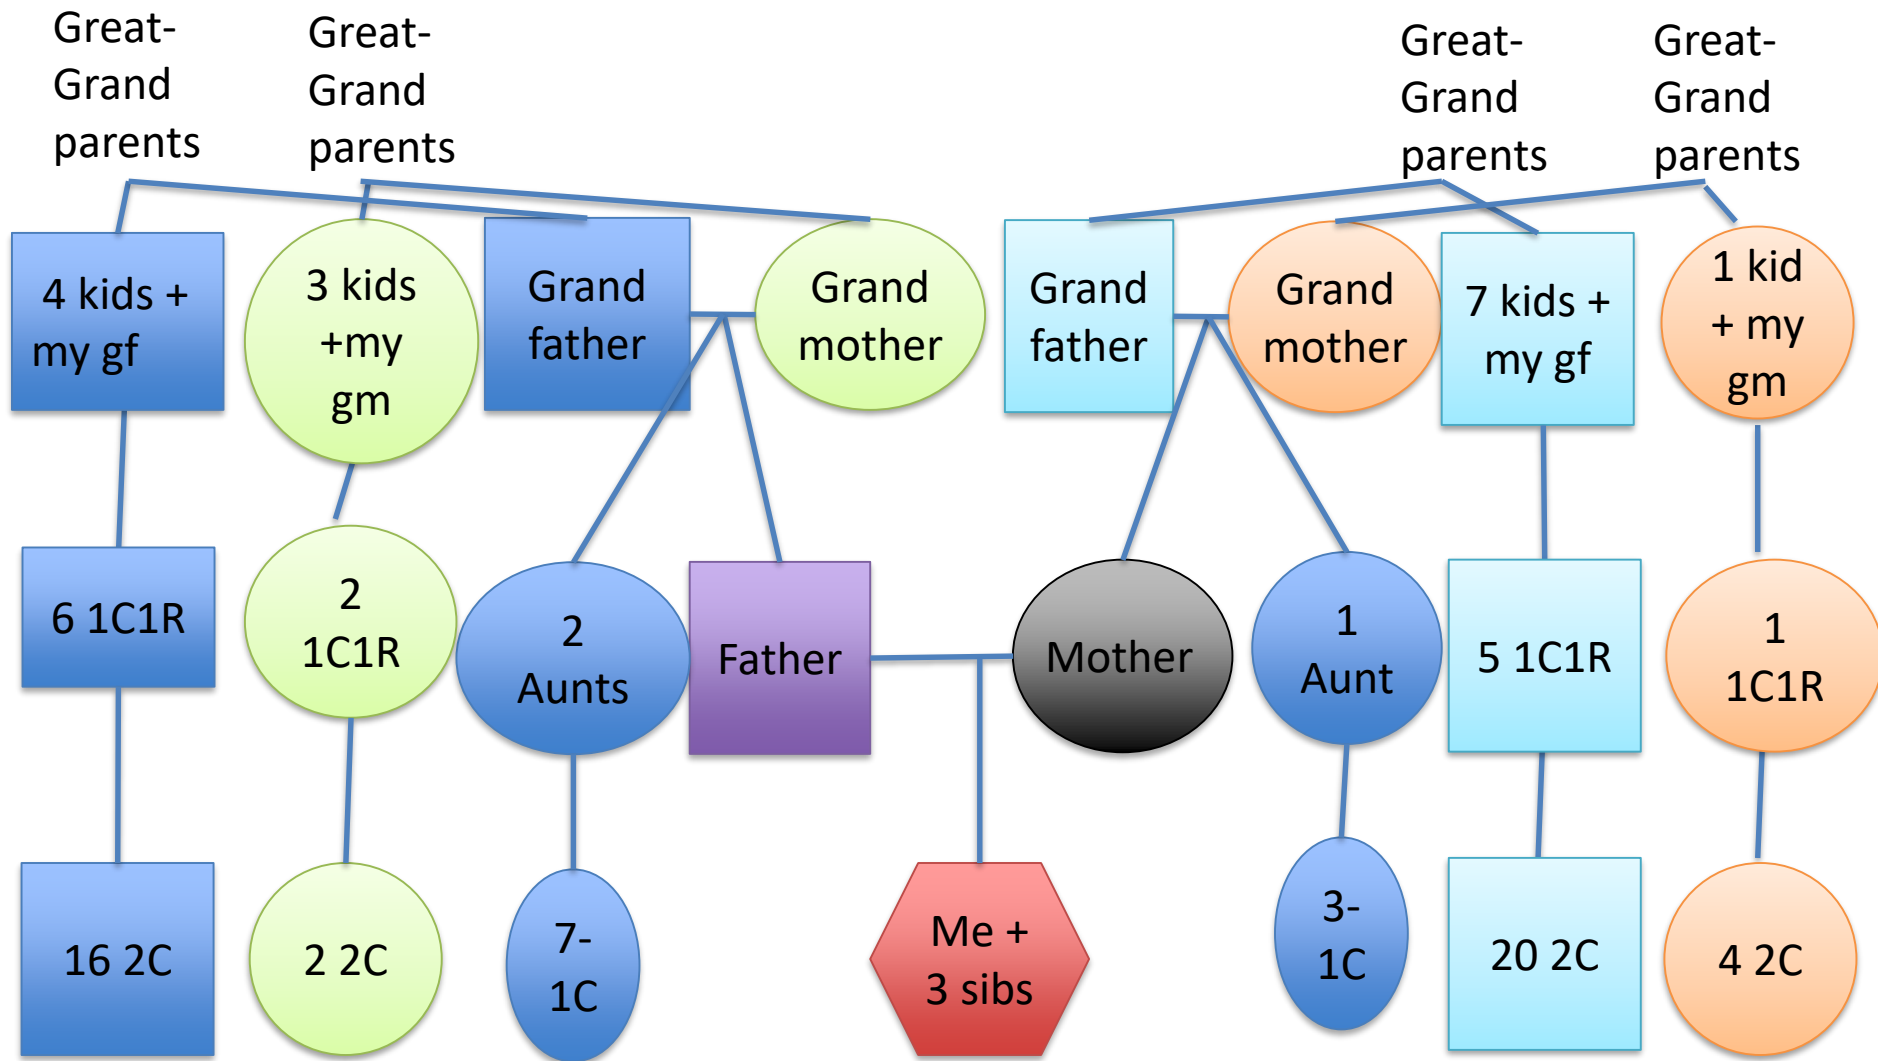 Great-
Grand
parents
Great-
Grand
parents
Great-
Grand
parents
Great-
Grand
parents
4 kids +
my gf
3 kids
+my
gm
Grand
father
Grand
mother
Grand
father
Grand
mother
7 kids +
my gf
1 kid
+ my
gm
6 1C1R
2
1C1R
2
Aunts
Father
Mother
1
Aunt
5 1C1R
1
1C1R
16 2C
2 2C
7-
1C
Me +
3 sibs
3-
1C
20 2C
4 2C